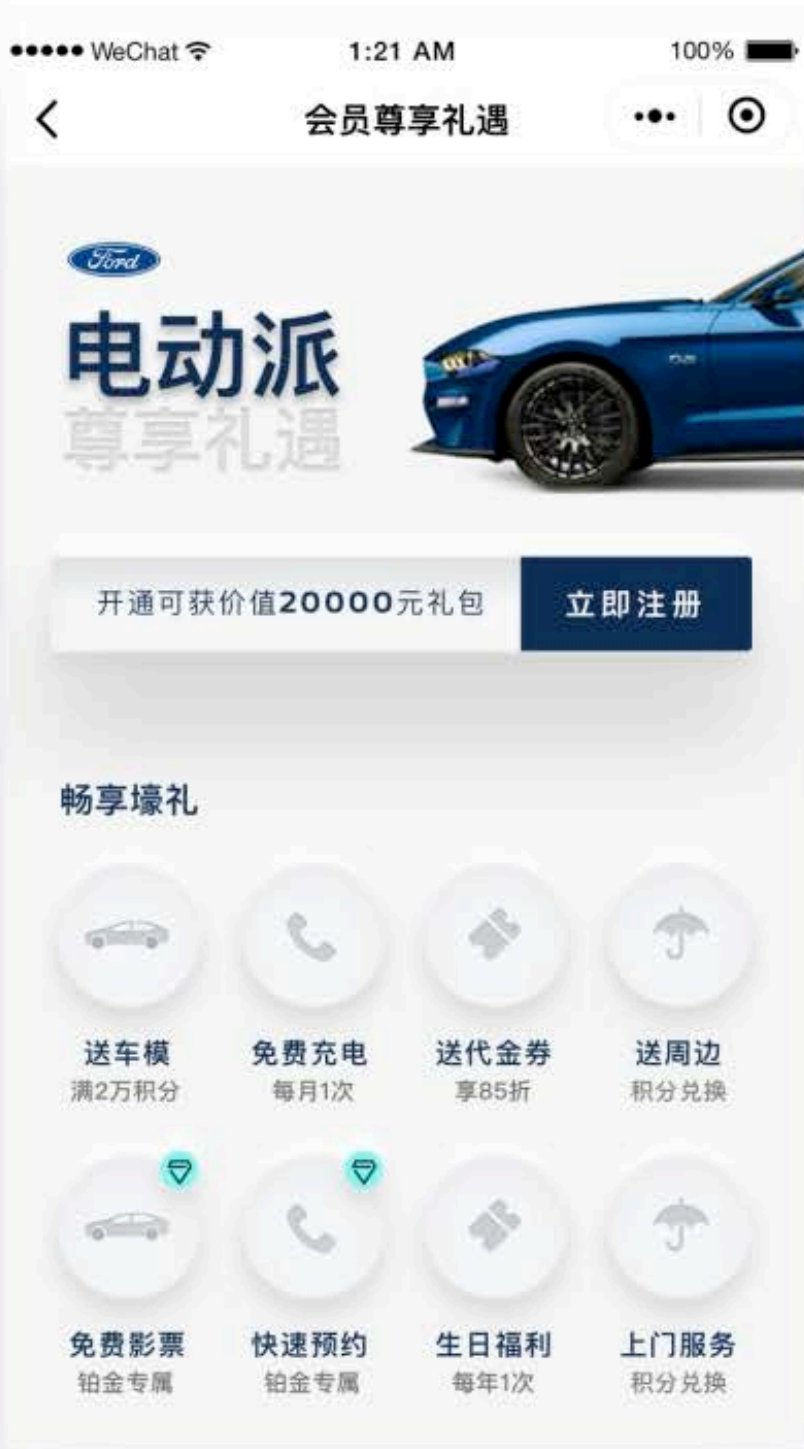 WeChat 1:21 AM 100%
会员尊享礼遇
Ford
电动派
尊享礼遇
开通可获价值20000元礼包 立即注册
畅享壕礼
送车模 免费充电 送代金券 送周边
满2万积分 每月1次 享85折 积分兑换
免费影票 快速预约 生日福利 上门服务
铂金专属 铂金专属 每年1次 积分兑换